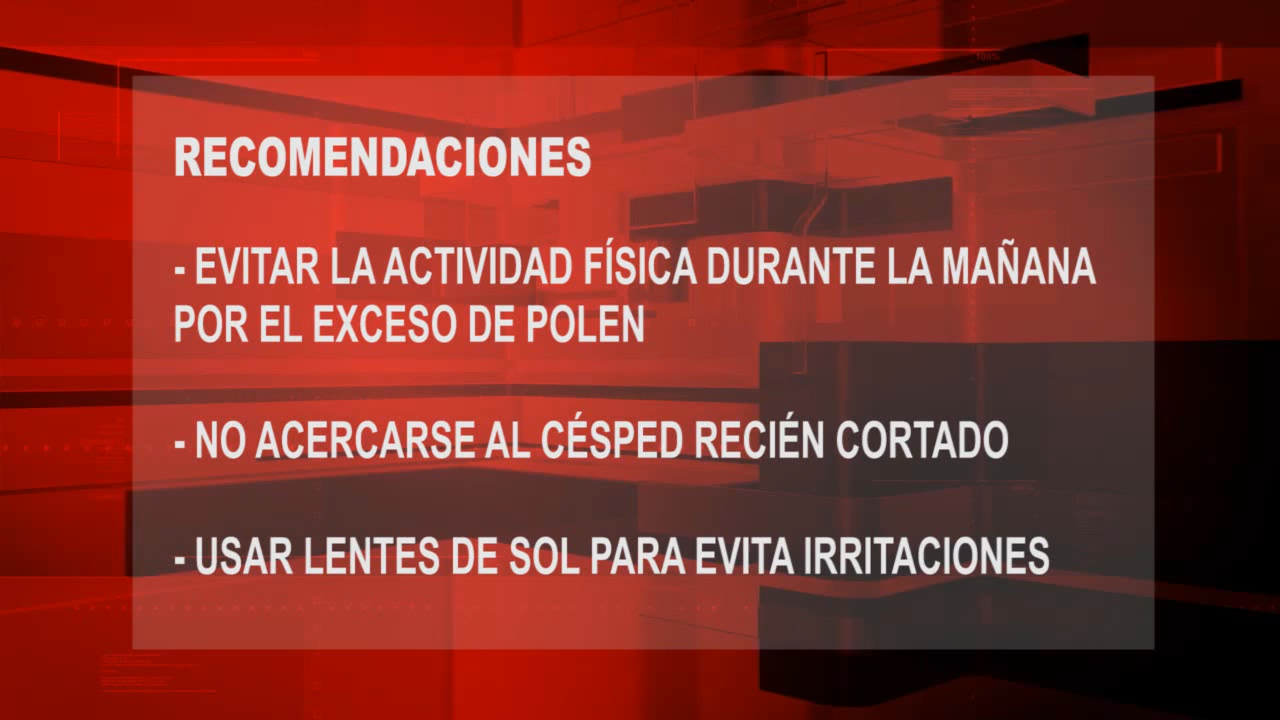 RECOMENDACIONES
- EVITAR LA ACTIVIDAD FÍSICA DURANTE LA MAÑANA
POR EL EXCESO DE POLEN
- NO ACERCARSE AL CÉSPED RECIÉN CORTADO
- USAR LENTES DE SOL PARA EVITA IRRITACIONES